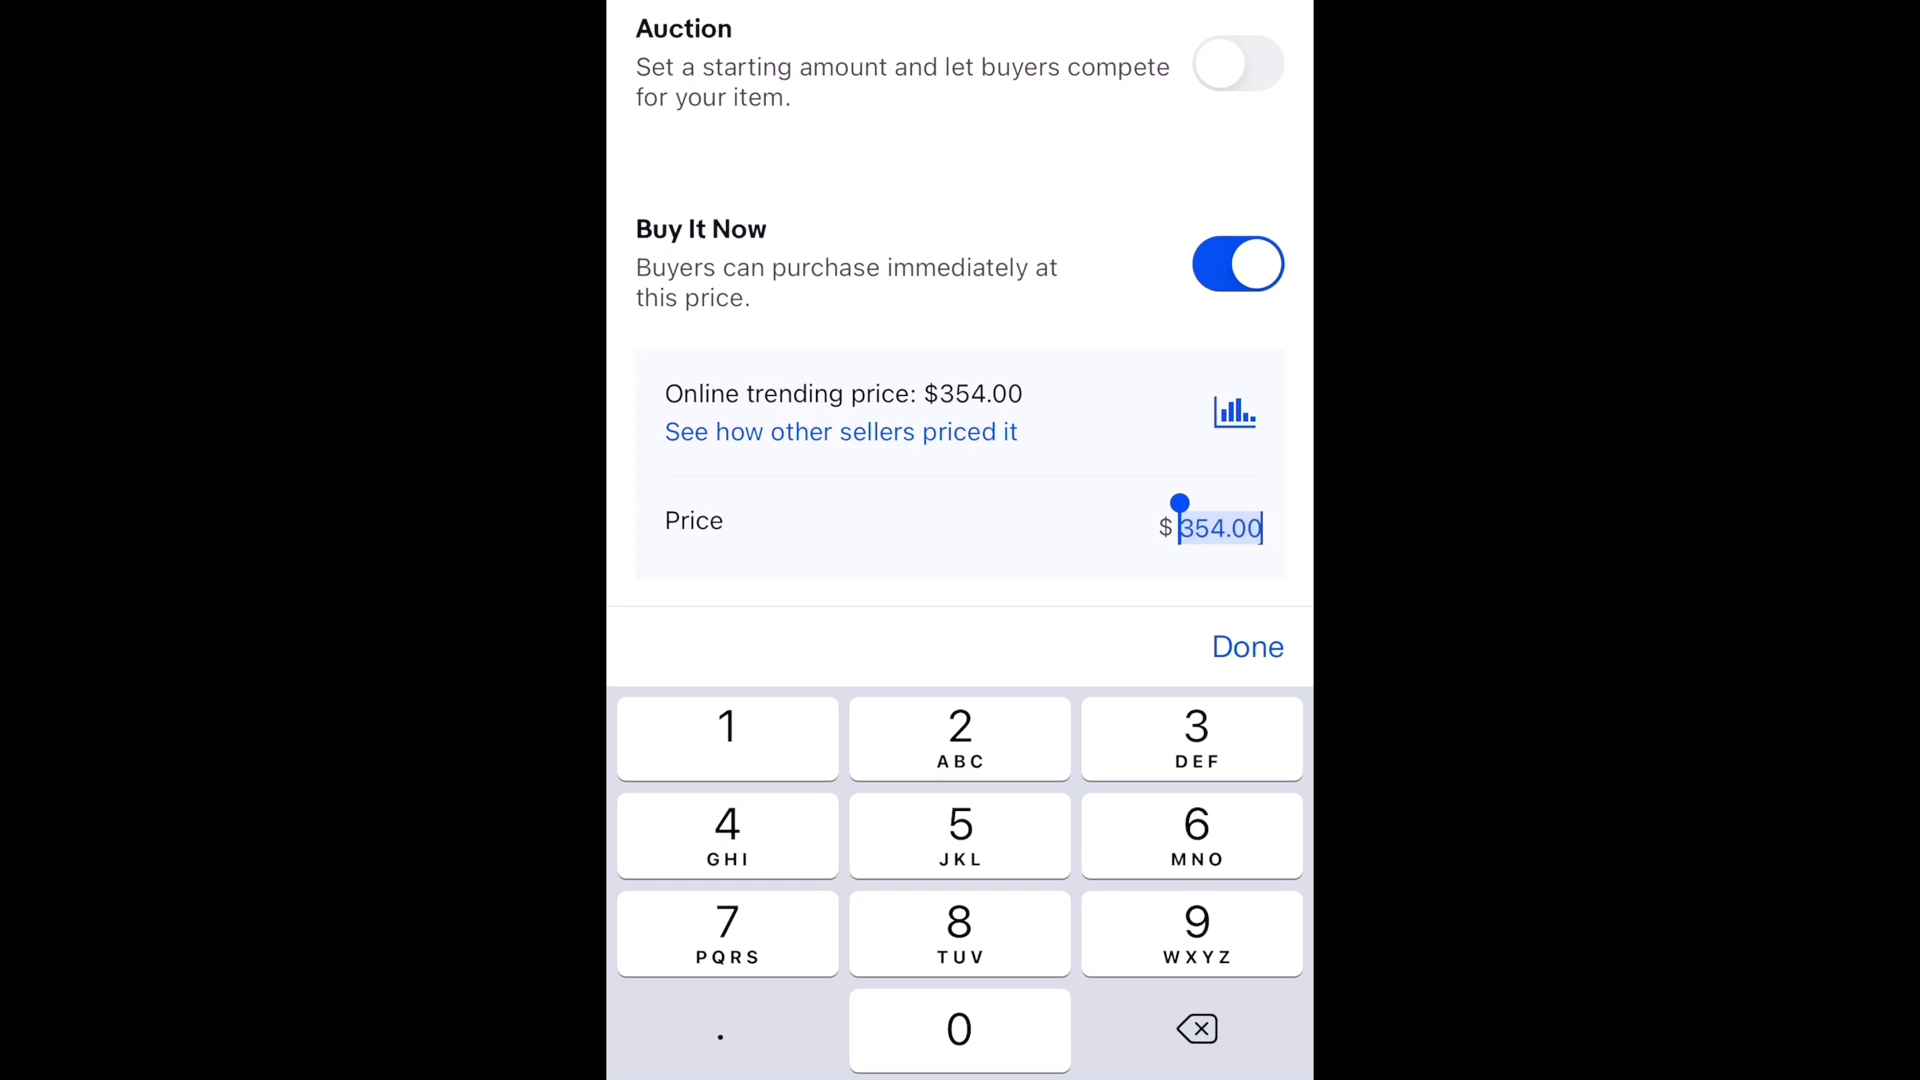 Auction
Set a starting amount and let buyers compete
for your item.
Buy It Now
Buyers can purchase immediately at
this price.
Online trending price: $354.00
See how other sellers priced it
Price
$ 354.00
Done
1
2
ABC
3
DEF
4
GHI
5
JKL
6
MNO
7
PQRS
8
TUV
9
WXYZ
.
0